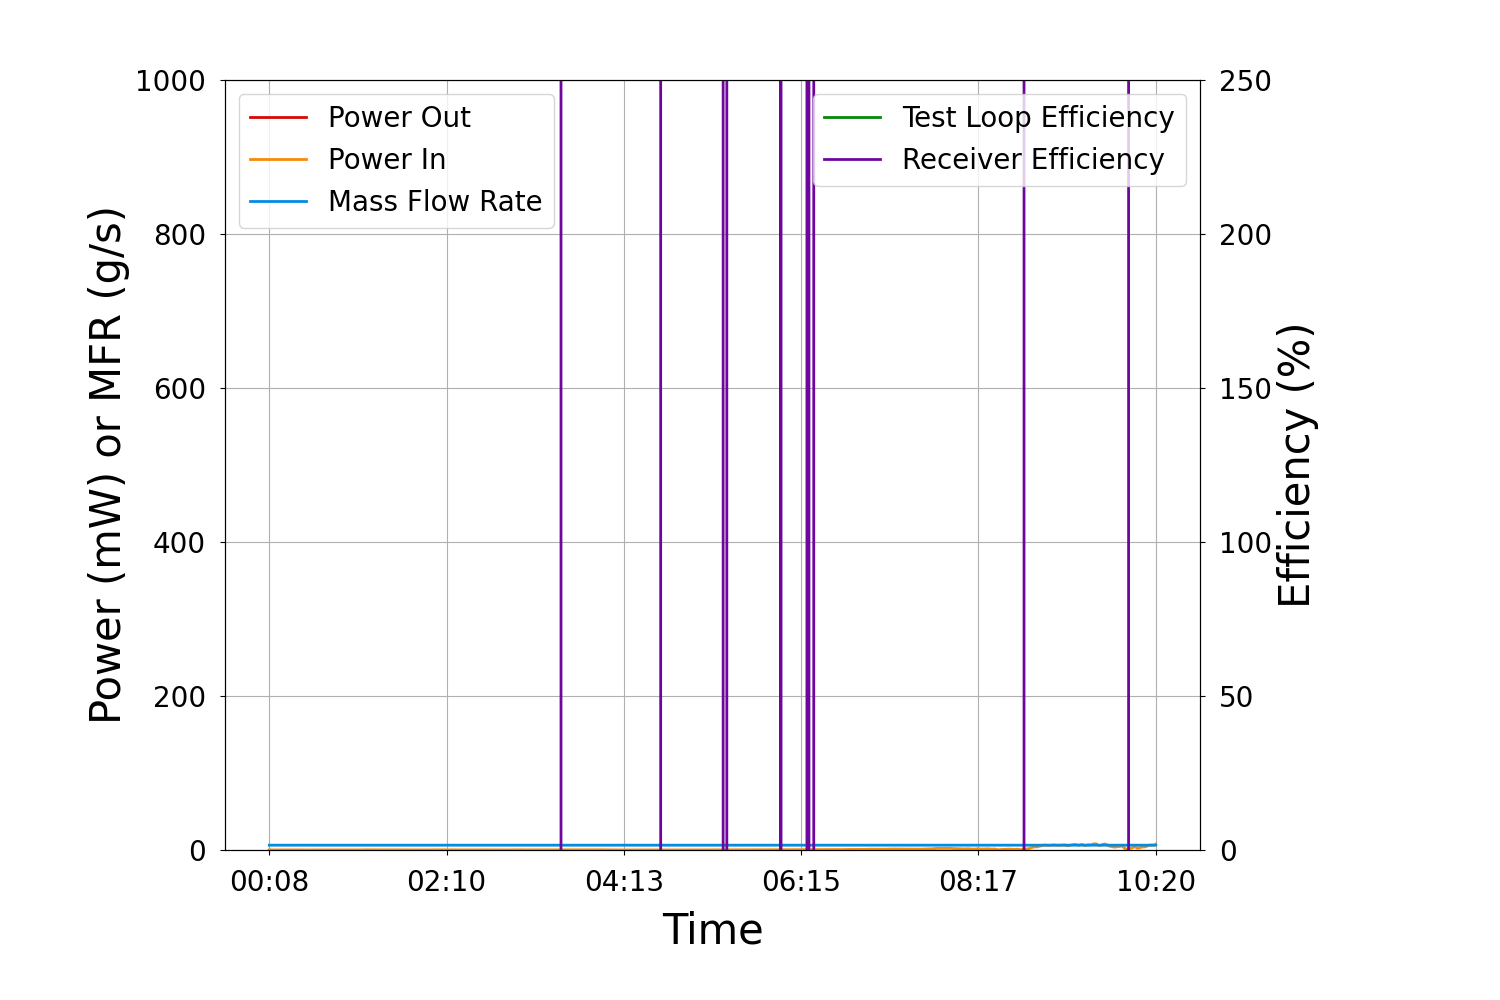 Power (mW) or MFR (g/s)
1000
800
600
400
200
0
Power Out
Power In
Mass Flow Rate
Test Loop Efficiency
Receiver Efficiency
250
200
150
100
50
0
Efficiency (%)
00:08 02:10 04:13 06:15 08:17 10:20
Time